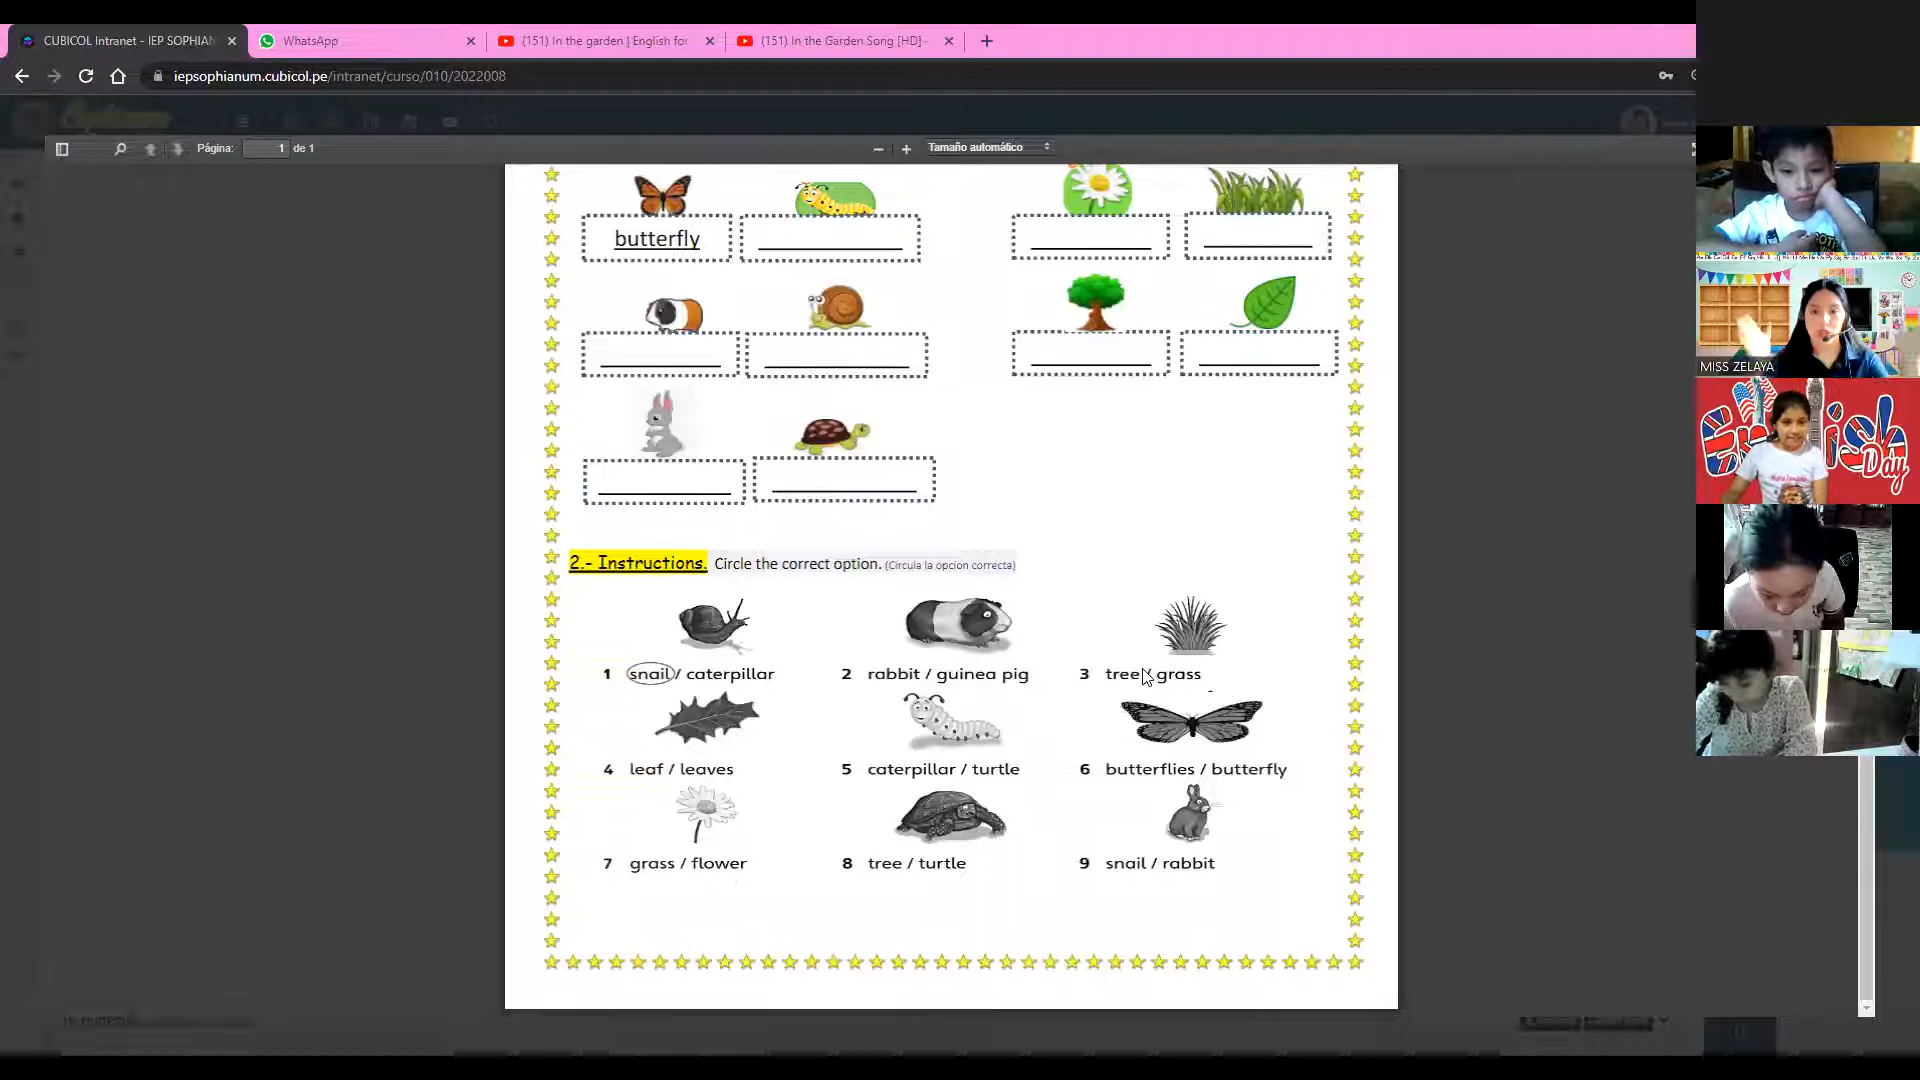 CUBICOL Intranet - IEP SOPHIAN
WhatsApp
(151) In the garden | English for
(151) In the Garden Song [HD] -
iepsophianum.cubicol.pe/intranet/curso/010/2022008
Página: 1 de 1
Tamaño automático
butterfly
2.- Instructions. Circle the correct option. (Circula la opcion correcta)
1 snail / caterpillar
2 rabbit / guinea pig
3 tree / grass
4 leaf / leaves
5 caterpillar / turtle
6 butterflies / butterfly
7 grass / flower
8 tree / turtle
9 snail / rabbit
MISS ZELAYA
English
Day